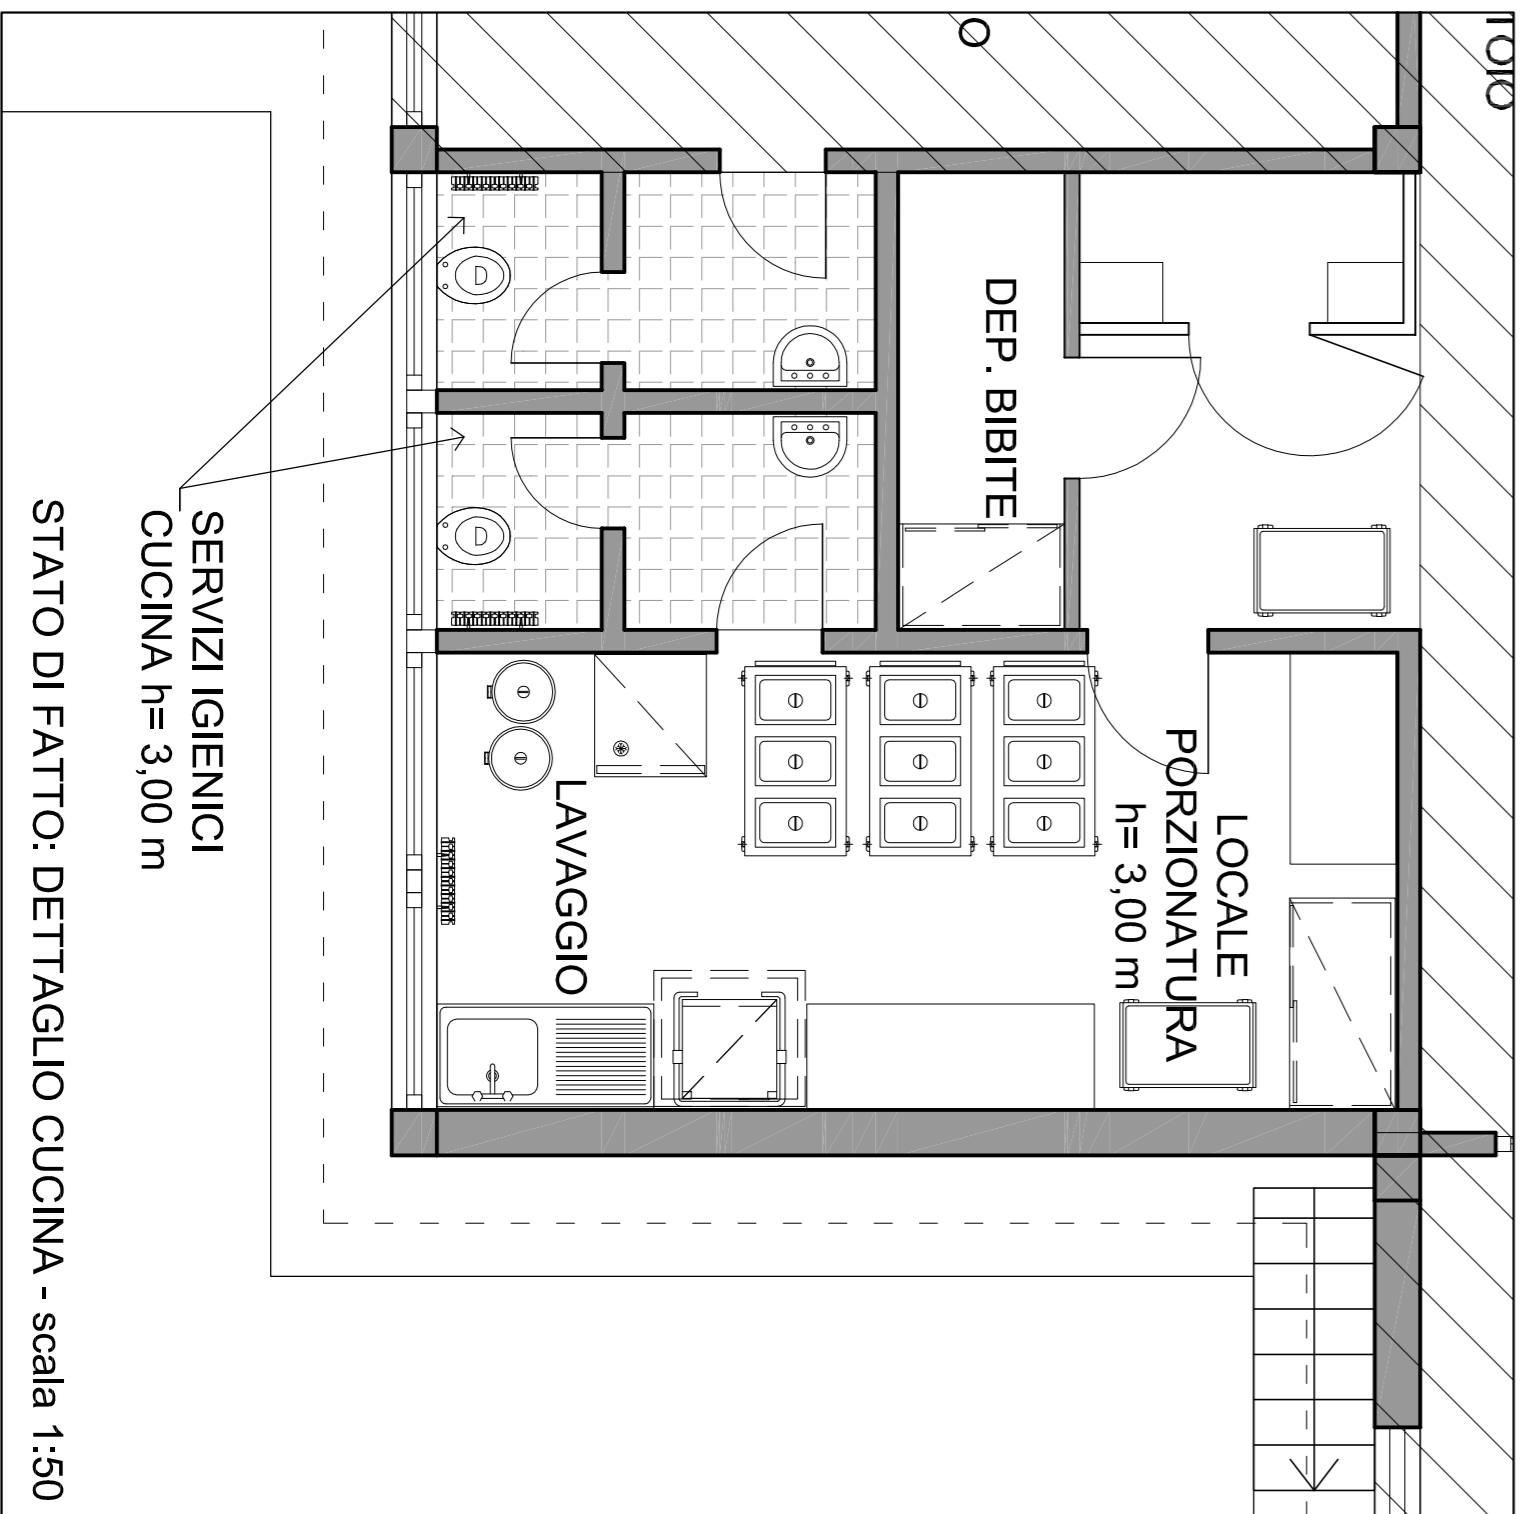 O
DEP. BIBITE
LOCALE
PORZIONATURA
h= 3,00 m
LAVAGGIO
SERVIZI IGIENICI
CUCINA h= 3,00 m
STATO DI FATTO: DETTAGLIO CUCINA - scala 1:50